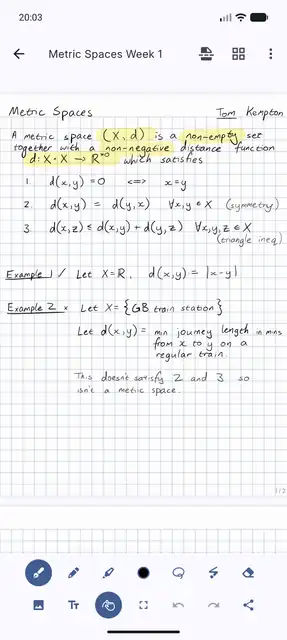 20:03
Metric Spaces Week 1
Metric Spaces
Tom Kempton
A metric space (X, d) is a non-empty set
together with a non-negative distance function
d: X × X → R≥0 which satisfies
1. d(x,y) = 0 <=> x=y
2. d(x,y) = d(y,x) ∀x,y ∈ X (symmetry)
3 d(x,z) ≤ d(x,y) + d(y,z) ∀x,y,z ∈ X
(triangle ineq)
Example 1 / Let X=R, d(x,y) = |x-y|
Example 2 × Let X = {GB train station}
Let d(x,y) = min journey length in mins
from x to y on a
regular train.
This doesn't satisfy 2 and 3 so
isn't a metric space.
1/2
Tт